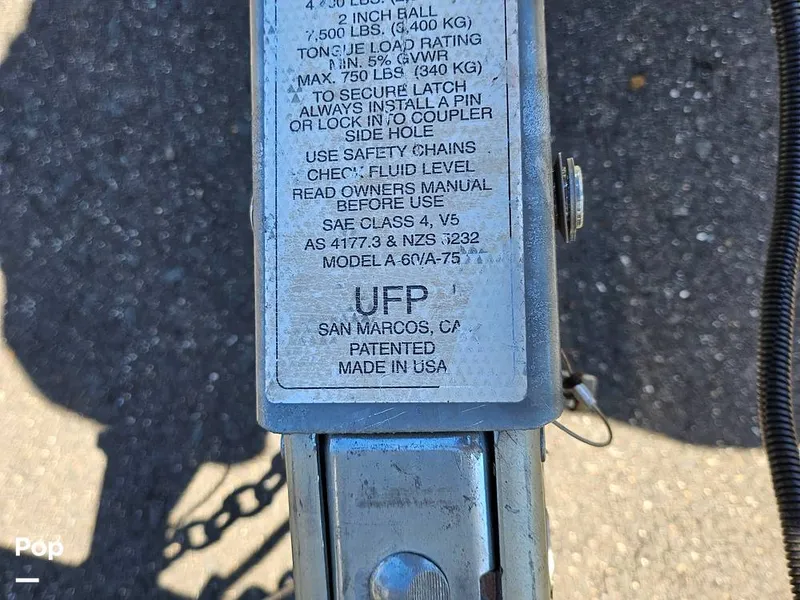 LBS.
2 INCH BALL
7,500 LBS. (3,400 KG)
TONGUE LOAD RATING
MIN. 5% GVWR
MAX. 750 LBS (340 KG)
TO SECURE LATCH
ALWAYS INSTALL A PIN
OR LOCK INTO COUPLER
SIDE HOLE
USE SAFETY CHAINS
CHECK FLUID LEVEL
READ OWNERS MANUAL
BEFORE USE
SAE CLASS 4, V5
AS 4177.3 & NZS 5232
MODEL A-60/A-75
UFP
SAN MARCOS, CA
PATENTED
MADE IN USA
Pop